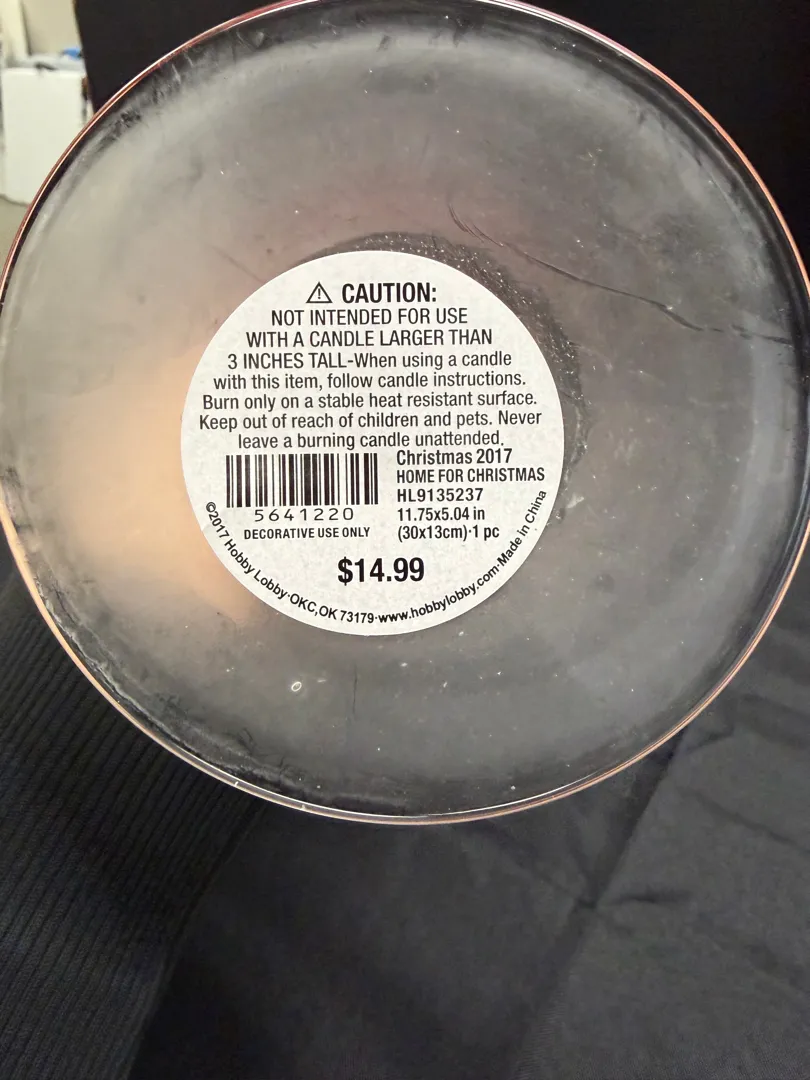 ⚠ CAUTION:
NOT INTENDED FOR USE
WITH A CANDLE LARGER THAN
3 INCHES TALL-When using a candle
with this item, follow candle instructions.
Burn only on a stable heat resistant surface.
Keep out of reach of children and pets. Never
leave a burning candle unattended.
Christmas 2017
HOME FOR CHRISTMAS
HL9135237
11.75x5.04 in
(30x13cm)·1 pc
5641220
DECORATIVE USE ONLY
$14.99
©2017 Hobby Lobby·OKC,OK 73179·www.hobbylobby.com·Made in China